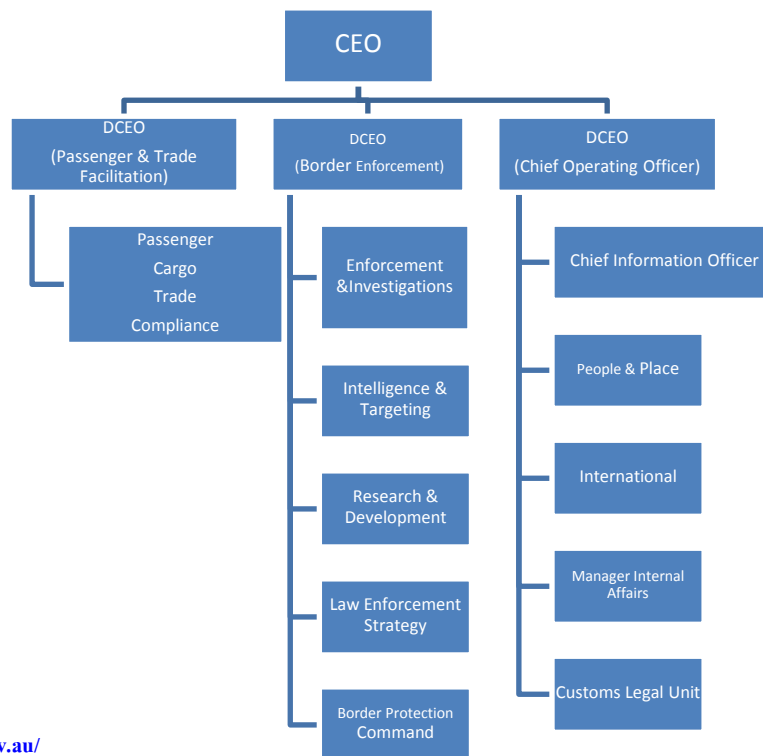 CEO
DCEO
(Passenger & Trade
Facilitation)
Passenger
Cargo
Trade
Compliance
DCEO
(Border Enforcement)
Enforcement
&Investigations
Intelligence &
Targeting
Research &
Development
Law Enforcement
Strategy
Border Protection
Command
DCEO
(Chief Operating Officer)
Chief Information Officer
People & Place
International
Manager Internal
Affairs
Customs Legal Unit
v.au/